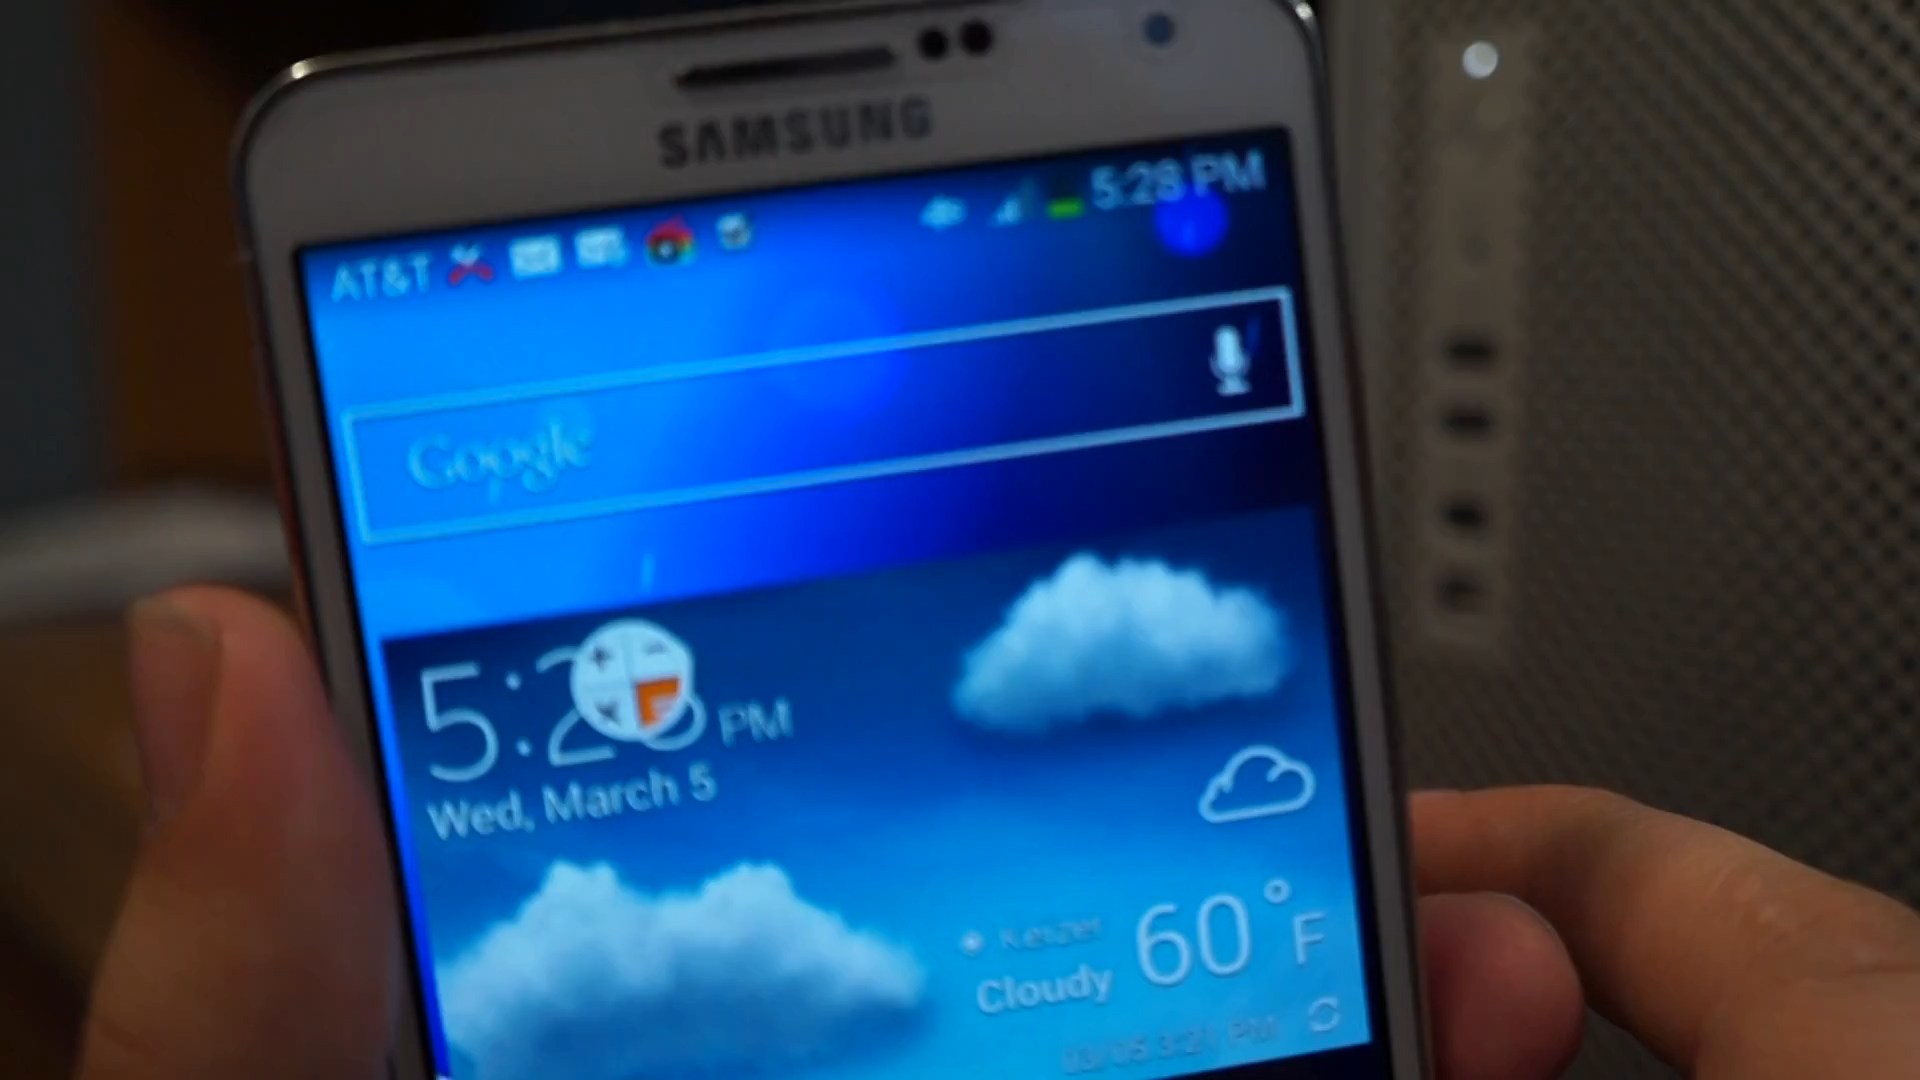 SAMSUNG
AT&T 5:28 PM
Google
5:2 PM
Wed, March 5
60°F
Cloudy